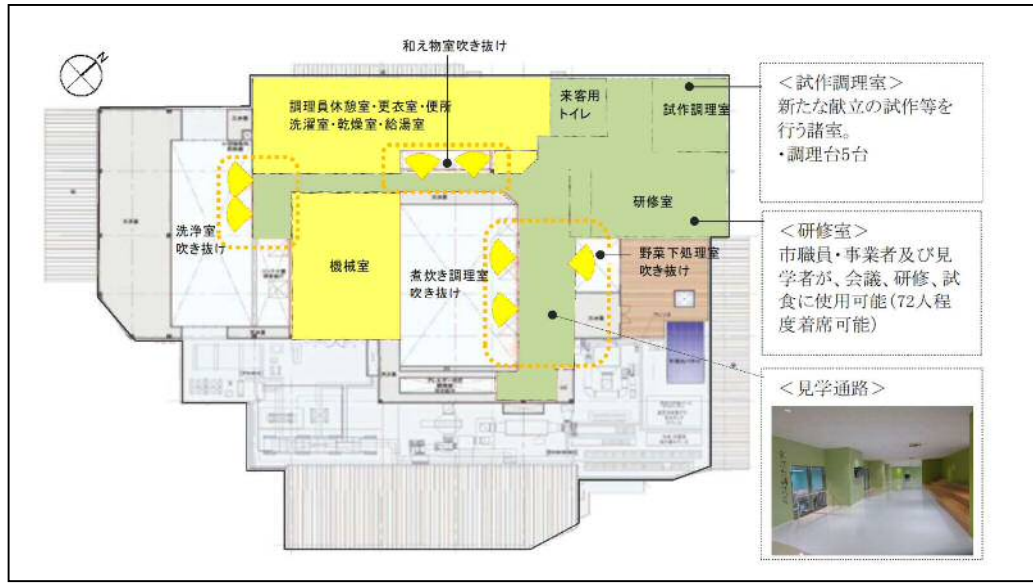 N
和え物室吹き抜け
調理員休憩室・更衣室・便所
洗濯室・乾燥室・給湯室
来客用
トイレ
試作調理室
研修室
洗浄室
吹き抜け
機械室
煮炊き調理室
吹き抜け
野菜下処理室
吹き抜け
＜試作調理室＞
新たな献立の試作等を
行う諸室。
・調理台5台
＜研修室＞
市職員・事業者及び見
学者が、会議、研修、試
食に使用可能（72人程
度着席可能）
＜見学通路＞